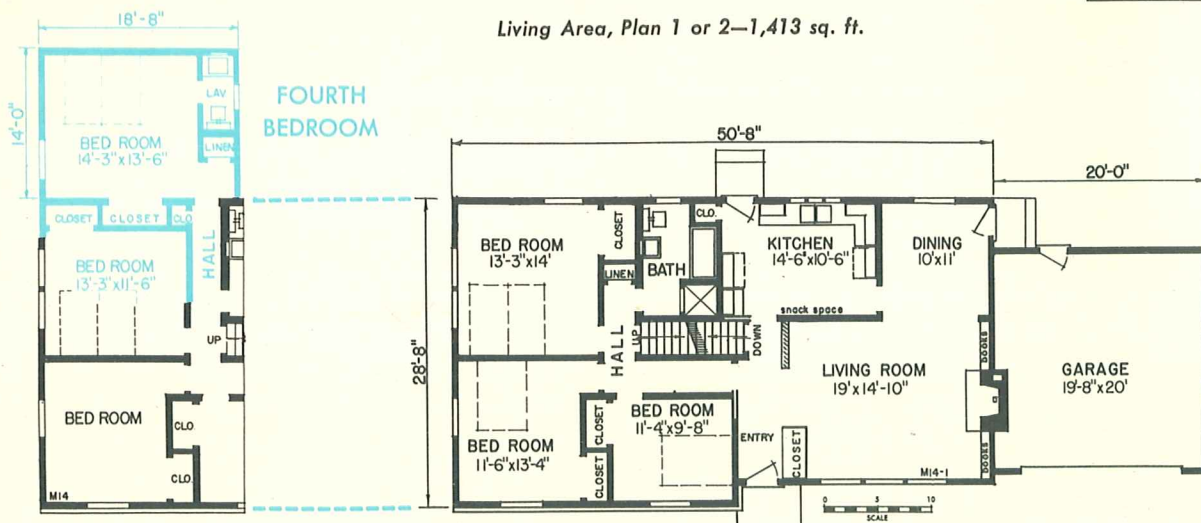 Living Area, Plan 1 or 2—1,413 sq. ft.
18'-8"
14'-0"
LAV
LINEN
BED ROOM
14'-3"x13'-6"
FOURTH
BEDROOM
CLOSET
CLOSET
CLO.
HALL
BED ROOM
13'-3"x11'-6"
UP
BED ROOM
CLO.
CLO.
M14
50'-8"
20'-0"
28'-8"
BED ROOM
13'-3"x14'
CLOSET
LINEN
BATH
CLO.
KITCHEN
14'-6"x10'-6"
DINING
10'x11'
snack space
HALL
UP
DOWN
BOOKS
LIVING ROOM
19'x14'-10"
GARAGE
19'-8"x20'
BED ROOM
11'-6"x13'-4"
CLOSET
CLOSET
BED ROOM
11'-4"x9'-8"
ENTRY
CLOSET
BOOKS
M14-1
0 5 10
SCALE